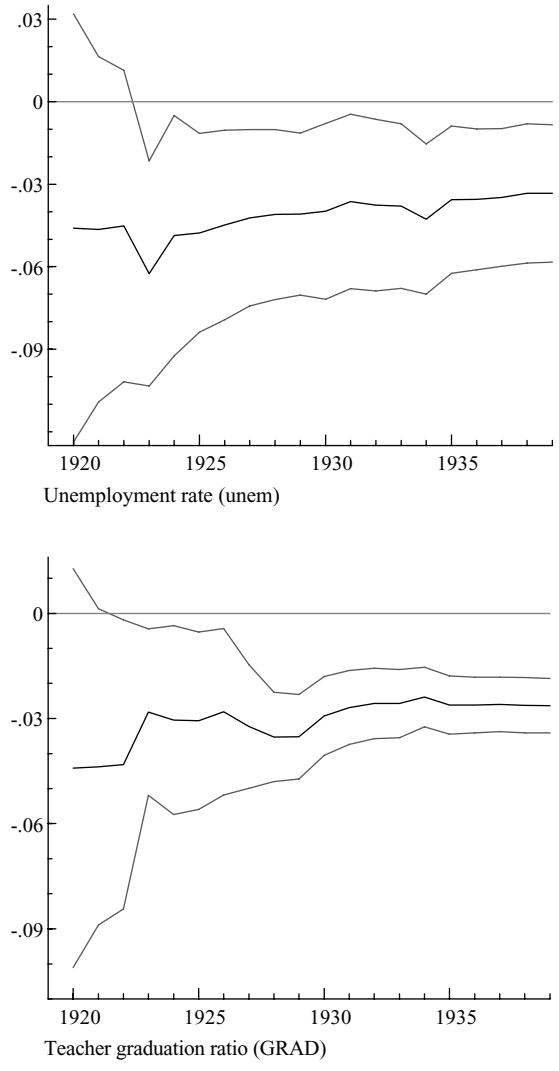 .03
0
-.03
-.06
-.09
1920 1925 1930 1935
Unemployment rate (unem)
0
-.03
-.06
-.09
1920 1925 1930 1935
Teacher graduation ratio (GRAD)